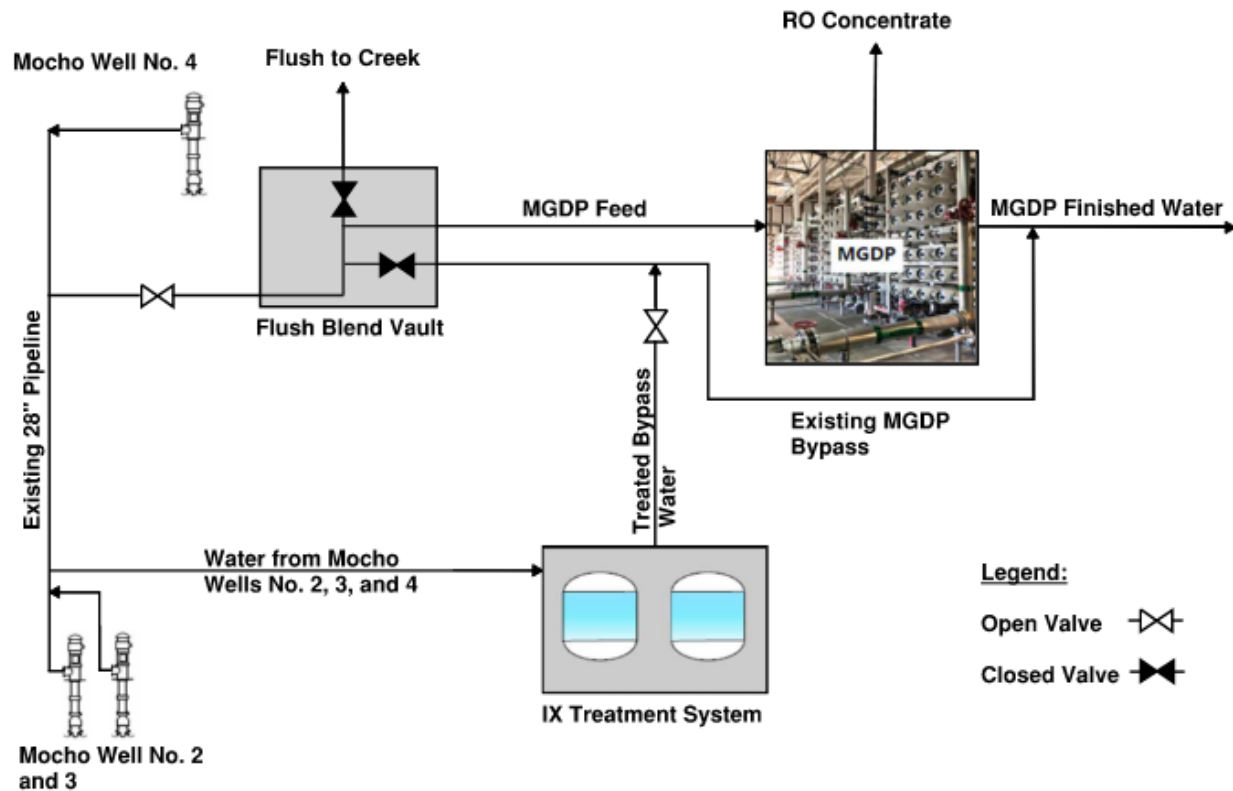 RO Concentrate
Mocho Well No. 4
Flush to Creek
MGDP Feed
MGDP Finished Water
MGDP
Flush Blend Vault
Existing 28" Pipeline
Treated Bypass
Water
Existing MGDP
Bypass
Water from Mocho
Wells No. 2, 3, and 4
Legend:
Open Valve
Closed Valve
IX Treatment System
Mocho Well No. 2
and 3